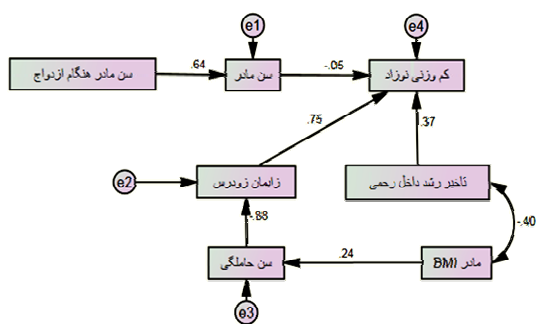 e1
e4
سن مادر هنگام ازدواج
.64
سن مادر
-.05
کم وزنی نوزاد
.75
.37
e2
زایمان زودرس
تاخیر رشد داخل رحمی
-.88
-.40
سن حاملگی
.24
مادر BMI
e3